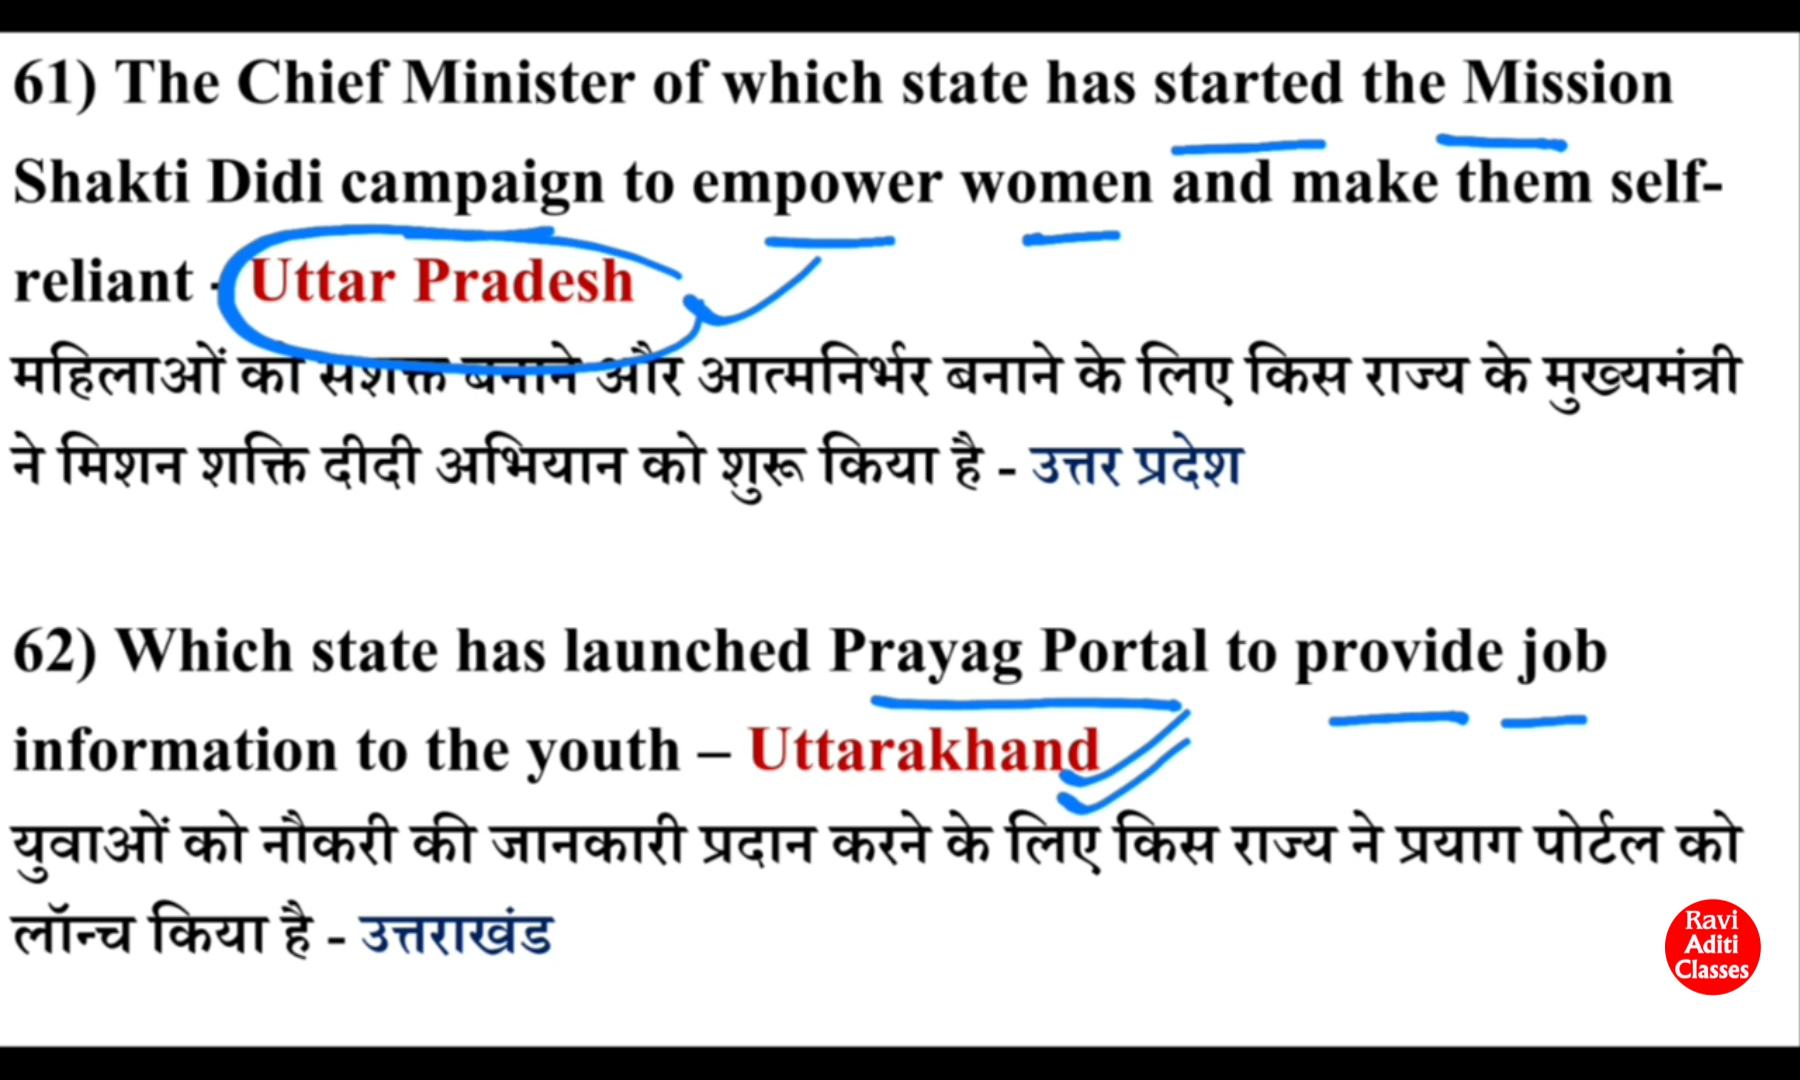 61) The Chief Minister of which state has started the Mission
Shakti Didi campaign to empower women and make them self-
reliant - Uttar Pradesh
महिलाओं को सशक्त बनाने और आत्मनिर्भर बनाने के लिए किस राज्य के मुख्यमंत्री
ने मिशन शक्ति दीदी अभियान को शुरू किया है - उत्तर प्रदेश
62) Which state has launched Prayag Portal to provide job
information to the youth – Uttarakhand
युवाओं को नौकरी की जानकारी प्रदान करने के लिए किस राज्य ने प्रयाग पोर्टल को
लॉन्च किया है - उत्तराखंड
Ravi
Aditi
Classes